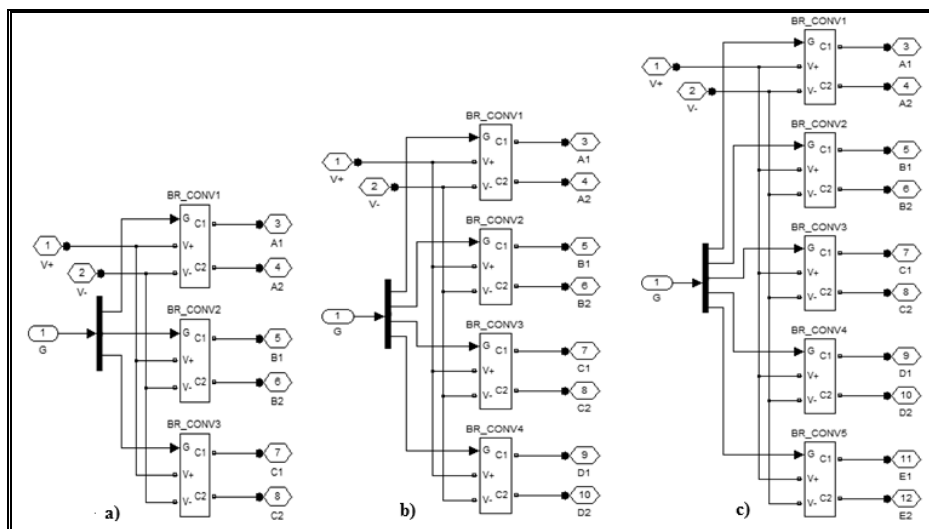 BR_CONV1
G
C1
V+
C2
V-
1
V+
2
V-
3
A1
4
A2
BR_CONV2
G
C1
V+
C2
V-
1
G
5
B1
6
B2
BR_CONV3
G
C1
V+
C2
V-
7
C1
8
C2
a)
BR_CONV1
G
C1
V+
C2
V-
1
V+
2
V-
3
A1
4
A2
BR_CONV2
G
C1
V+
C2
V-
5
B1
6
B2
1
G
BR_CONV3
G
C1
V+
C2
V-
7
C1
8
C2
BR_CONV4
G
C1
V+
C2
V-
9
D1
10
D2
b)
BR_CONV1
G
C1
V+
C2
V-
1
V+
2
V-
3
A1
4
A2
BR_CONV2
G
C1
V+
C2
V-
5
B1
6
B2
BR_CONV3
G
C1
V+
C2
V-
1
G
7
C1
8
C2
BR_CONV4
G
C1
V+
C2
V-
9
D1
10
D2
BR_CONV5
G
C1
V+
C2
V-
11
E1
12
E2
c)